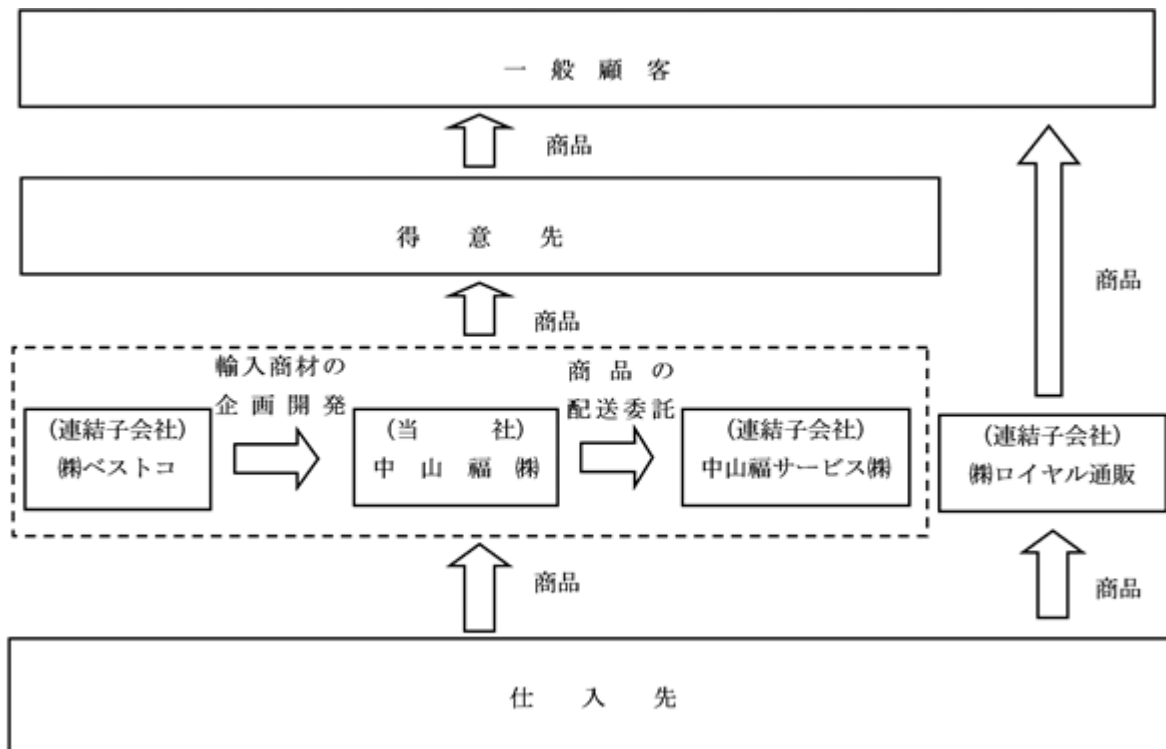 一般顧客
商品
得意先
商品
商品
輸入商材の
企画開発
商品の
配送委託
(連結子会社)
㈱ベストコ
(当社)
中山福㈱
(連結子会社)
中山福サービス㈱
(連結子会社)
㈱ロイヤル通販
商品
商品
仕入先